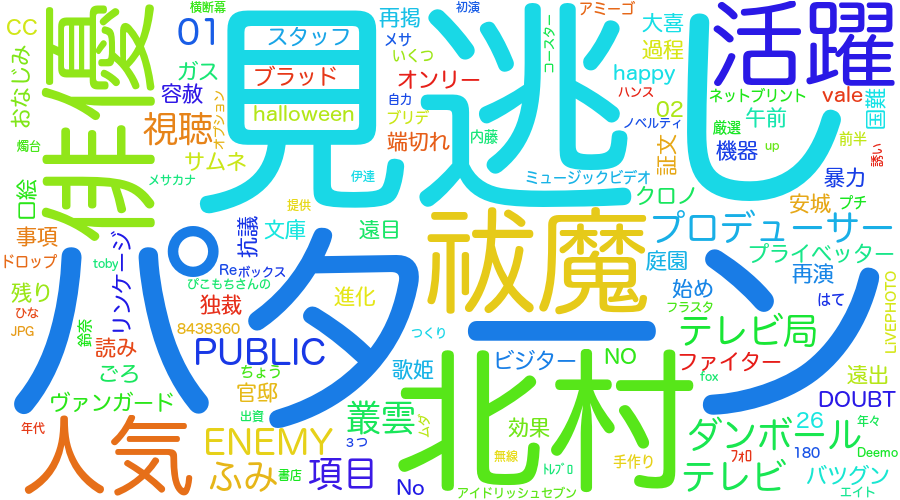 横断幕
初演
アミーゴ
CC
俳優
01
スタッフ
再掲
メサ
いくつ
コースター
大喜
過程
活躍
おなじみ
ガス
容赦
ブラッド
オンリー
happy
ハンス
見逃し
halloween
自力
プリデ
02
ノベルティ
ネットプリント
vale
国難
視聴
オプション
端切れ
内藤
証文
厳選
午前
前半
燭台
サムネ
機器
up
誘い
口絵
メサカナ
伊達
ミュージックビデオ
暴力
提供
クロノ
安城
プチ
事項
抗議
文庫
遠目
祓魔
プロデューサー
ドロップ
リンケージ
toby
Re
ボックス
ぴこもちさんの
庭園
プライベッター
残り
独裁
進化
始め
再演
はて
ひな
JPG
鈴奈
8438360
つくり
フラスタ
LIVEPHOTO
読み
PUBLIC
パターン
テレビ局
ごろ
ちょう
歌姫
ビジター
NO
ファイター
ヴァンガード
官邸
北村
fox
遠出
出資
叢雲
DOUBT
人気
年代
ENEMY
ムダ
効果
26
年々
ダンボール
3つ
無線
フォロ
180
Deemo
ふみ
書店
項目
No
トレブロ
手作り
テレビ
バツグン
アイドリッシュセブン
エイト